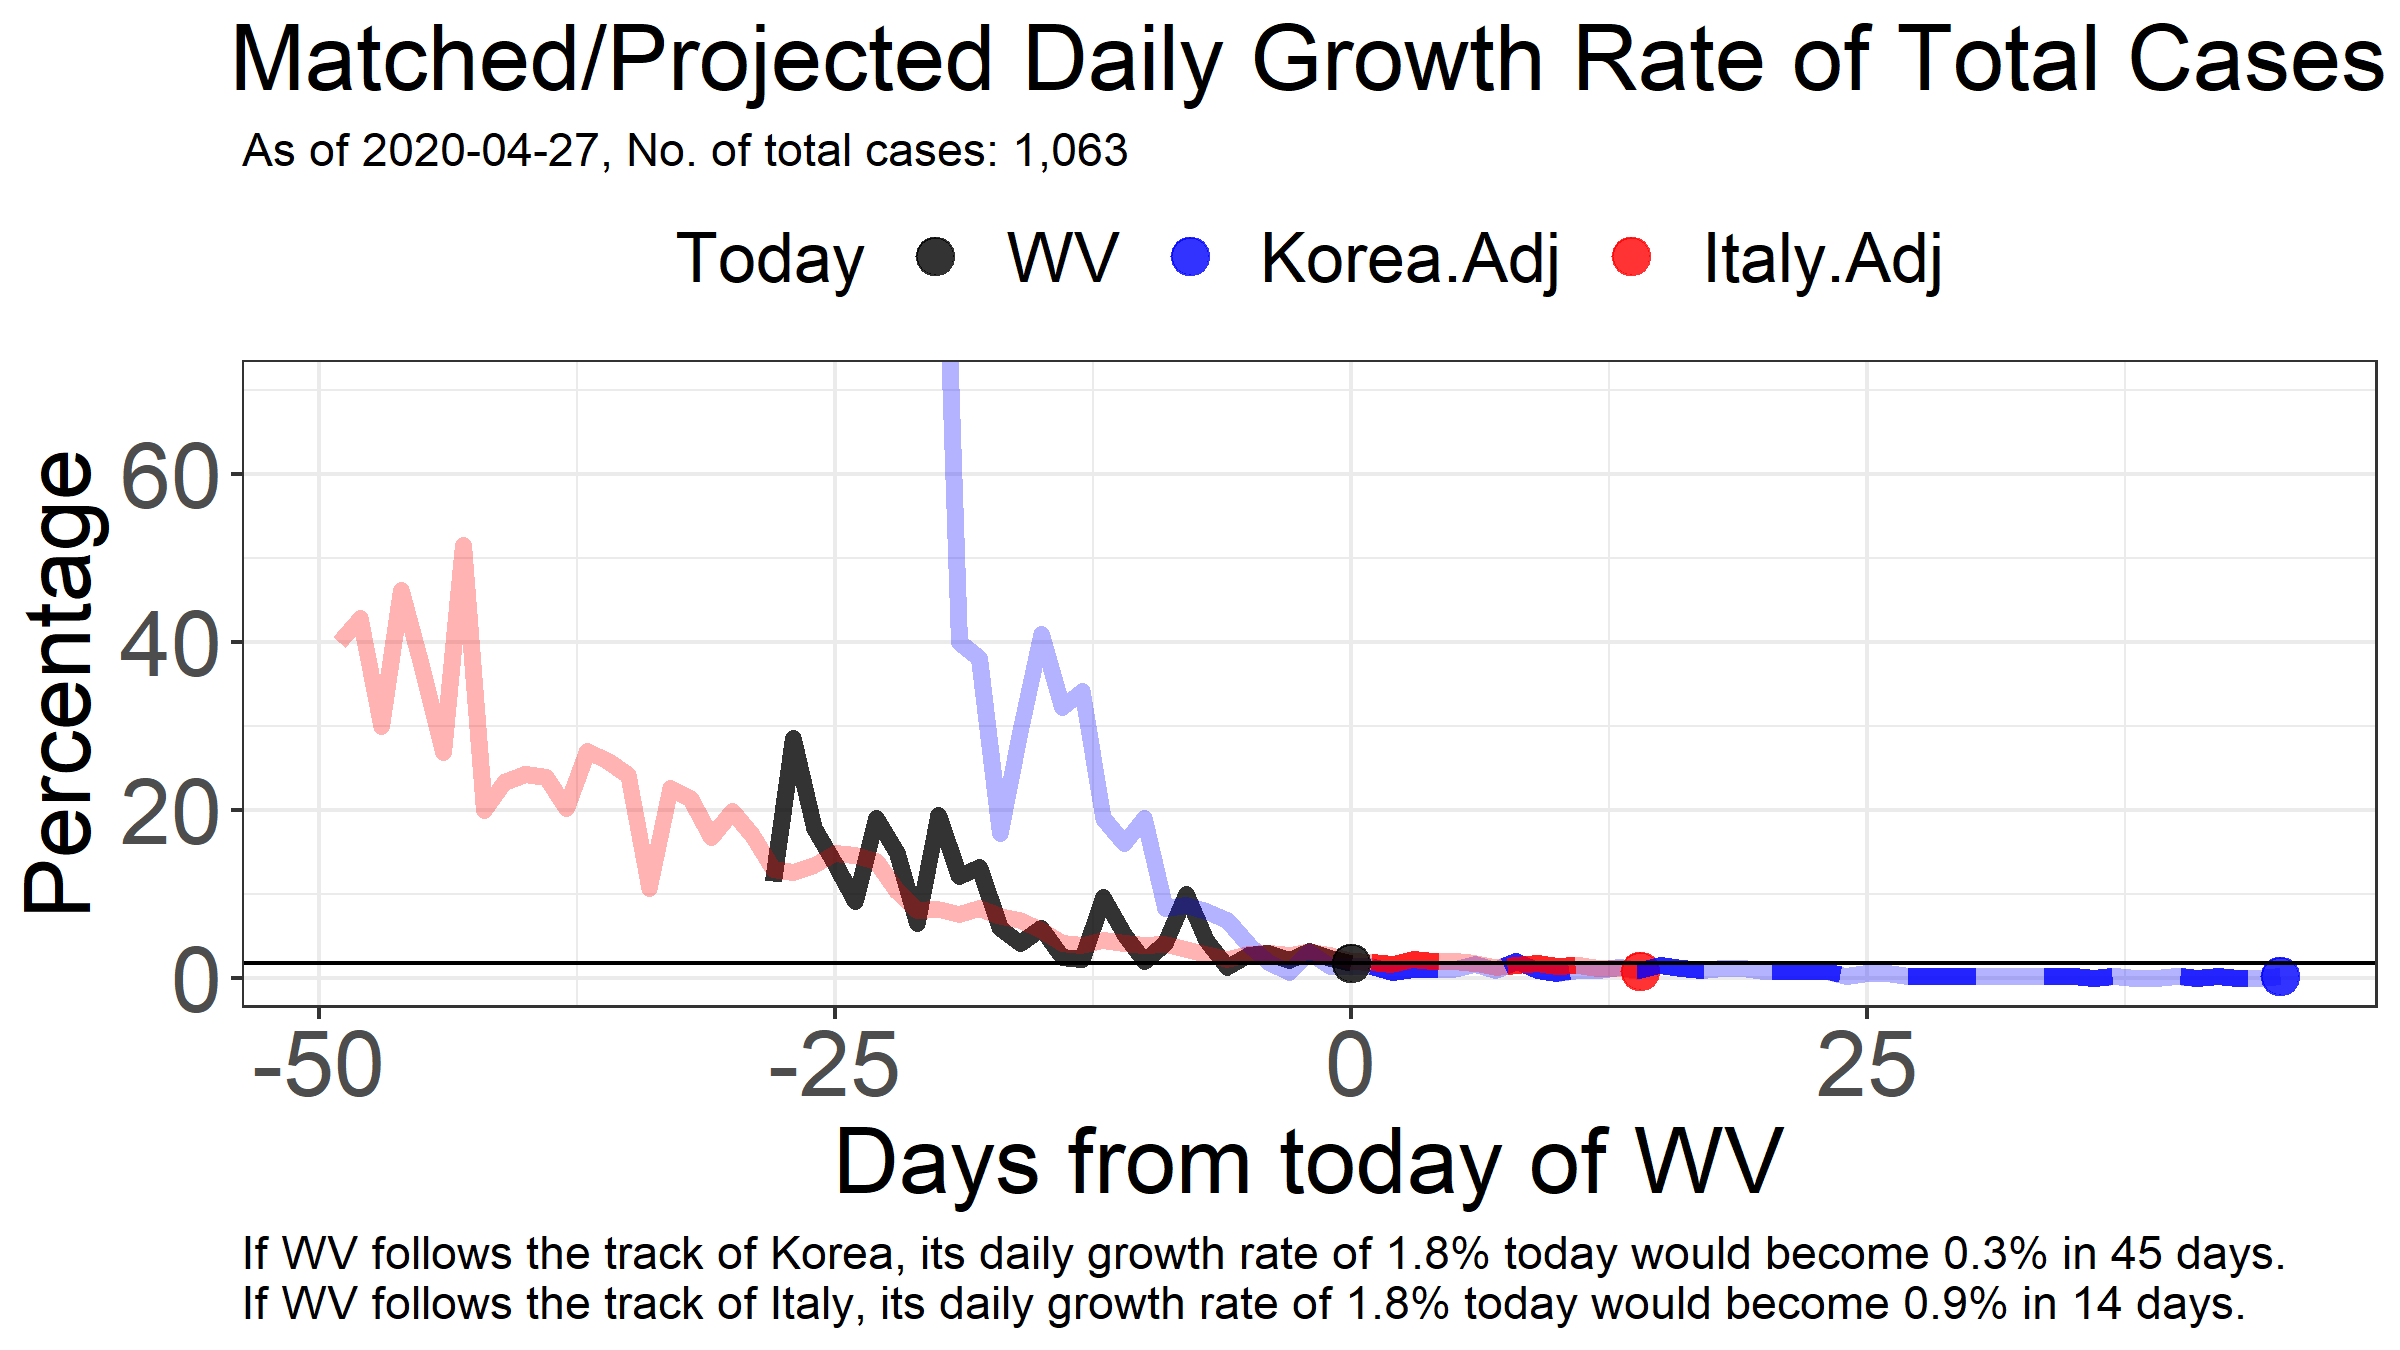 Matched/Projected Daily Growth Rate of Total Cases
As of 2020-04-27, No. of total cases: 1,063
Today WV Korea.Adj Italy.Adj
Percentage
60
40
20
0
-50 -25 0 25
Days from today of WV
If WV follows the track of Korea, its daily growth rate of 1.8% today would become 0.3% in 45 days.
If WV follows the track of Italy, its daily growth rate of 1.8% today would become 0.9% in 14 days.